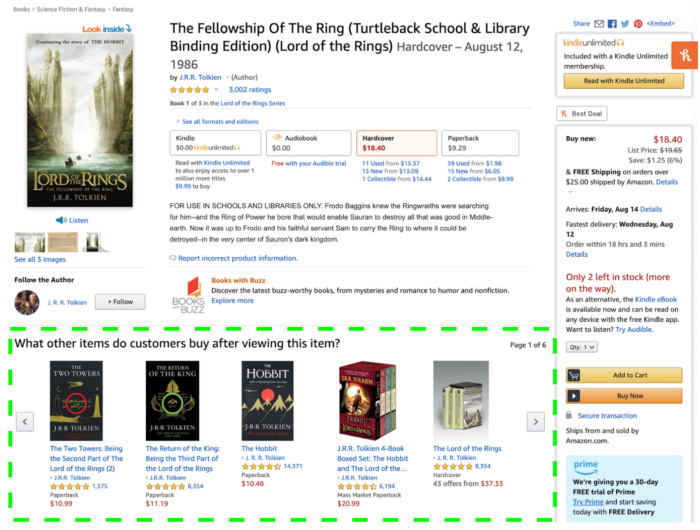 Books › Science Fiction & Fantasy › Fantasy
Look inside
Continuing the story of THE HOBBIT
LORD OF THE RINGS
THE FELLOWSHIP OF THE RING
J.R.R. TOLKIEN
Listen
See all 3 images
Follow the Author
J. R. R. Tolkien
+ Follow
The Fellowship Of The Ring (Turtleback School & Library
Binding Edition) (Lord of the Rings) Hardcover – August 12,
1986
by J.R.R. Tolkien (Author)
3,002 ratings
Book 1 of 3 in the Lord of the Rings Series
› See all formats and editions
Kindle
$0.00 kindleunlimited
Audiobook
$0.00
Hardcover
$18.40
Paperback
$9.29
Read with Kindle Unlimited
to also enjoy access to over 1
million more titles
$9.99 to buy
Free with your Audible trial
11 Used from $15.37
15 New from $13.09
1 Collectible from $14.44
39 Used from $1.98
15 New from $6.05
2 Collectible from $8.99
FOR USE IN SCHOOLS AND LIBRARIES ONLY. Frodo Baggins knew the Ringwraiths were searching
for him--and the Ring of Power he bore that would enable Sauran to destroy all that was good in Middle-
earth. Now it was up to Frodo and his faithful servant Sam to carry the Ring to where it could be
detroyed--in the very center of Sauron's dark kingdom.
Report incorrect product information.
BOOKS
with BUZZ
Books with Buzz
Discover the latest buzz-worthy books, from mysteries and romance to humor and nonfiction.
Explore more
Share <Embed>
kindleunlimited
Included with a Kindle Unlimited
membership.
Read with Kindle Unlimited
Best Deal
Buy new: $18.40
List Price: $19.65
Save: $1.25 (6%)
& FREE Shipping on orders over
$25.00 shipped by Amazon. Details
Arrives: Friday, Aug 14 Details
Fastest delivery: Wednesday, Aug
12
Order within 18 hrs and 3 mins
Details
Only 2 left in stock (more
on the way).
As an alternative, the Kindle eBook
is available now and can be read on
any device with the free Kindle app.
Want to listen? Try Audible.
Qty: 1
Add to Cart
Buy Now
Secure transaction
Ships from and sold by
Amazon.com.
prime
We're giving you a 30-day
FREE trial of Prime
Try Prime and start saving
today with FREE Delivery
What other items do customers buy after viewing this item?
Page 1 of 6
THE
TWO TOWERS
J·R·R·TOLKIEN
The Two Towers: Being
the Second Part of The
Lord of the Rings (2)
› J.R.R. Tolkien
1,375
Paperback
$10.99
THE RETURN
OF THE KING
J·R·R·TOLKIEN
The Return of the King:
Being the Third Part of
the Lord of the Rings
› J.R.R. Tolkien
8,354
Paperback
$11.19
THE
HOBBIT
J·R·R·TOLKIEN
The Hobbit
› J. R. R. Tolkien
14,371
Paperback
$10.48
J.R.R. TOLKIEN
J.R.R. Tolkien 4-Book
Boxed Set: The Hobbit
and The Lord of the...
› J.R.R. Tolkien
6,194
Mass Market Paperback
$20.99
The Lord of the Rings
› J. R. R. Tolkien
8,354
Hardcover
43 offers from $37.33